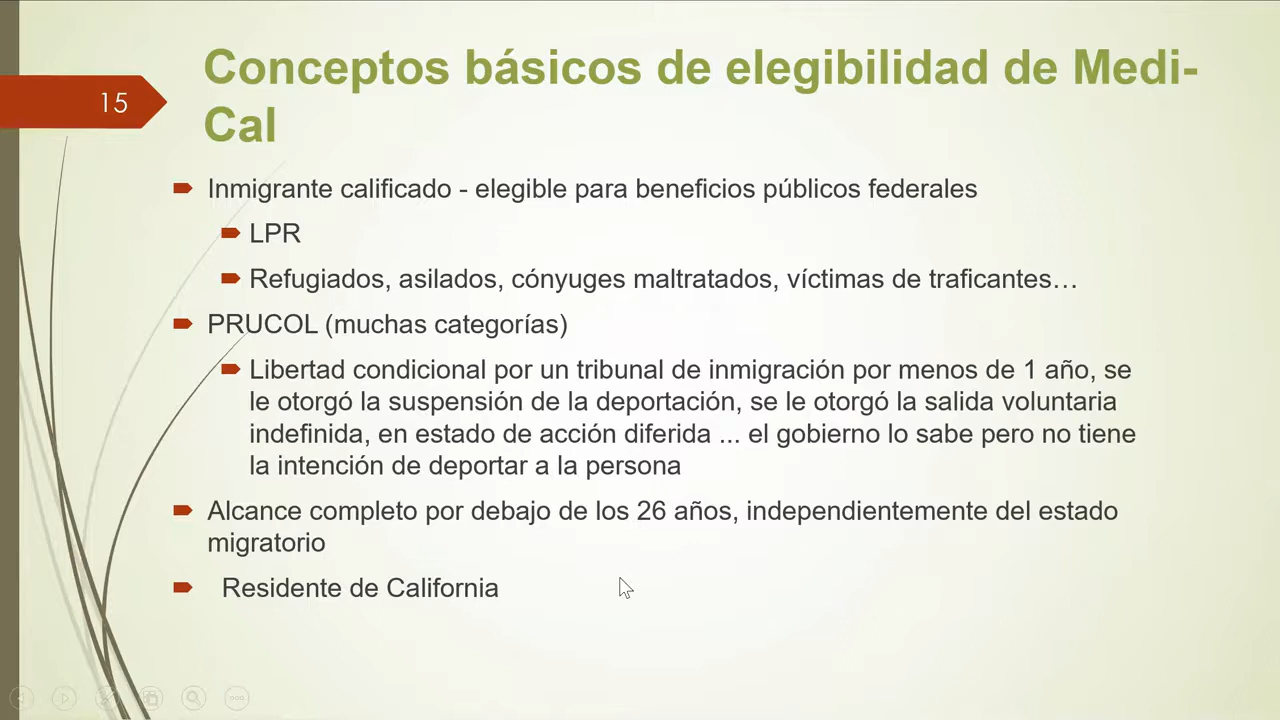 15
Conceptos básicos de elegibilidad de Medi-
Cal
Inmigrante calificado - elegible para beneficios públicos federales
LPR
Refugiados, asilados, cónyuges maltratados, víctimas de traficantes…
PRUCOL (muchas categorías)
Libertad condicional por un tribunal de inmigración por menos de 1 año, se
le otorgó la suspensión de la deportación, se le otorgó la salida voluntaria
indefinida, en estado de acción diferida ... el gobierno lo sabe pero no tiene
la intención de deportar a la persona
Alcance completo por debajo de los 26 años, independientemente del estado
migratorio
Residente de California